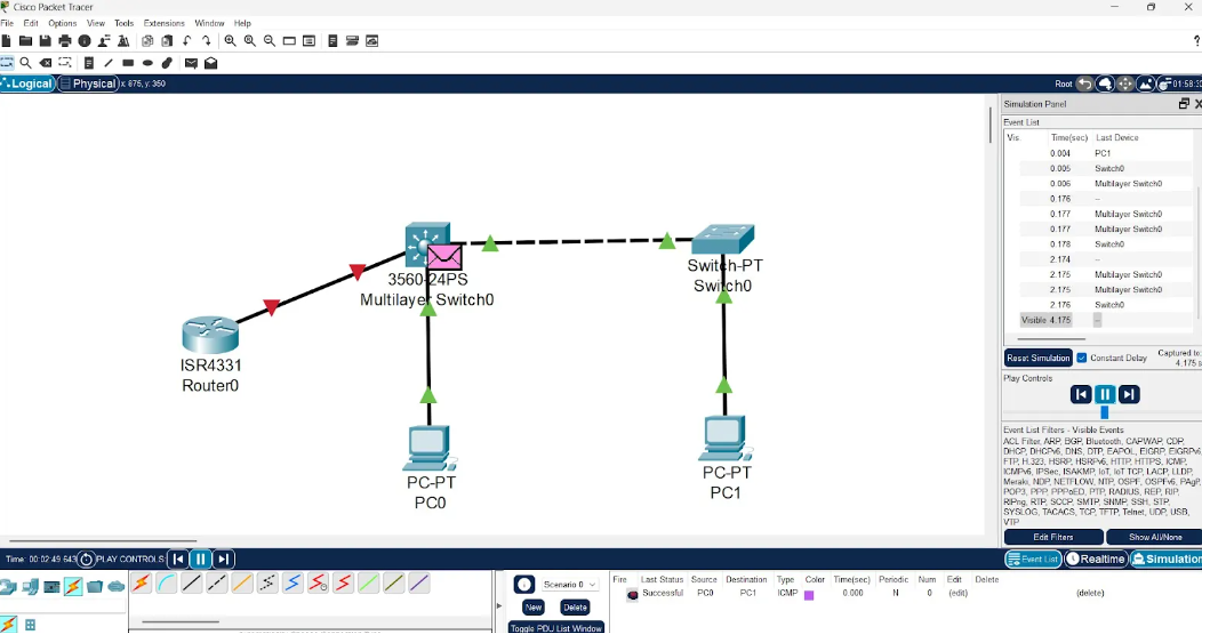 Cisco Packet Tracer
File Edit Options View Tools Extensions Window Help
?
Logical Physical x: 675, y: 350
Root 01:58:30
Simulation Panel
Event List
Vis. Time(sec) Last Device
0.004 PC1
0.005 Switch0
0.006 Multilayer Switch0
0.176 --
0.177 Multilayer Switch0
0.177 Multilayer Switch0
0.178 Switch0
2.174 --
2.175 Multilayer Switch0
2.175 Multilayer Switch0
2.176 Switch0
Visible 4.175 --
Reset Simulation Constant Delay Captured to:
4.175 s
Play Controls
Event List Filters - Visible Events
ACL Filter, ARP, BGP, Bluetooth, CAPWAP, CDP,
DHCP, DHCPv6, DNS, DTP, EAPOL, EIGRP, EIGRPv6,
FTP, H.323, HSRP, HSRPv6, HTTP, HTTPS, ICMP,
ICMPv6, IPSec, ISAKMP, IoT, IoT TCP, LACP, LLDP,
Meraki, NDP, NETFLOW, NTP, OSPF, OSPFv6, PAgP,
POP3, PPP, PPPoED, PTP, RADIUS, REP, RIP,
RIPng, RTP, SCCP, SMTP, SNMP, SSH, STP,
SYSLOG, TACACS, TCP, TFTP, Telnet, UDP, USB,
VTP
Edit Filters Show All/None
3560-24PS
Multilayer Switch0
Switch-PT
Switch0
ISR4331
Router0
PC-PT
PC0
PC-PT
PC1
Time: 00:02:49.643 PLAY CONTROLS: Event List Realtime Simulation
Scenario 0
New Delete
Toggle PDU List Window
Fire Last Status Source Destination Type Color Time(sec) Periodic Num Edit Delete
Successful PC0 PC1 ICMP 0.000 N 0 (edit) (delete)